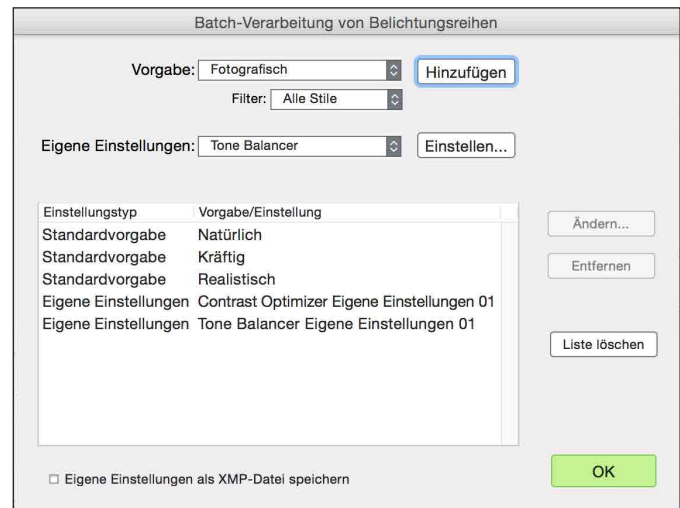 Batch-Verarbeitung von Belichtungsreihen
Vorgabe: Fotografisch Hinzufügen
Filter: Alle Stile
Eigene Einstellungen: Tone Balancer Einstellen...
Einstellungstyp Vorgabe/Einstellung
Standardvorgabe Natürlich
Standardvorgabe Kräftig
Standardvorgabe Realistisch
Eigene Einstellungen Contrast Optimizer Eigene Einstellungen 01
Eigene Einstellungen Tone Balancer Eigene Einstellungen 01
Ändern...
Entfernen
Liste löschen
Eigene Einstellungen als XMP-Datei speichern
OK